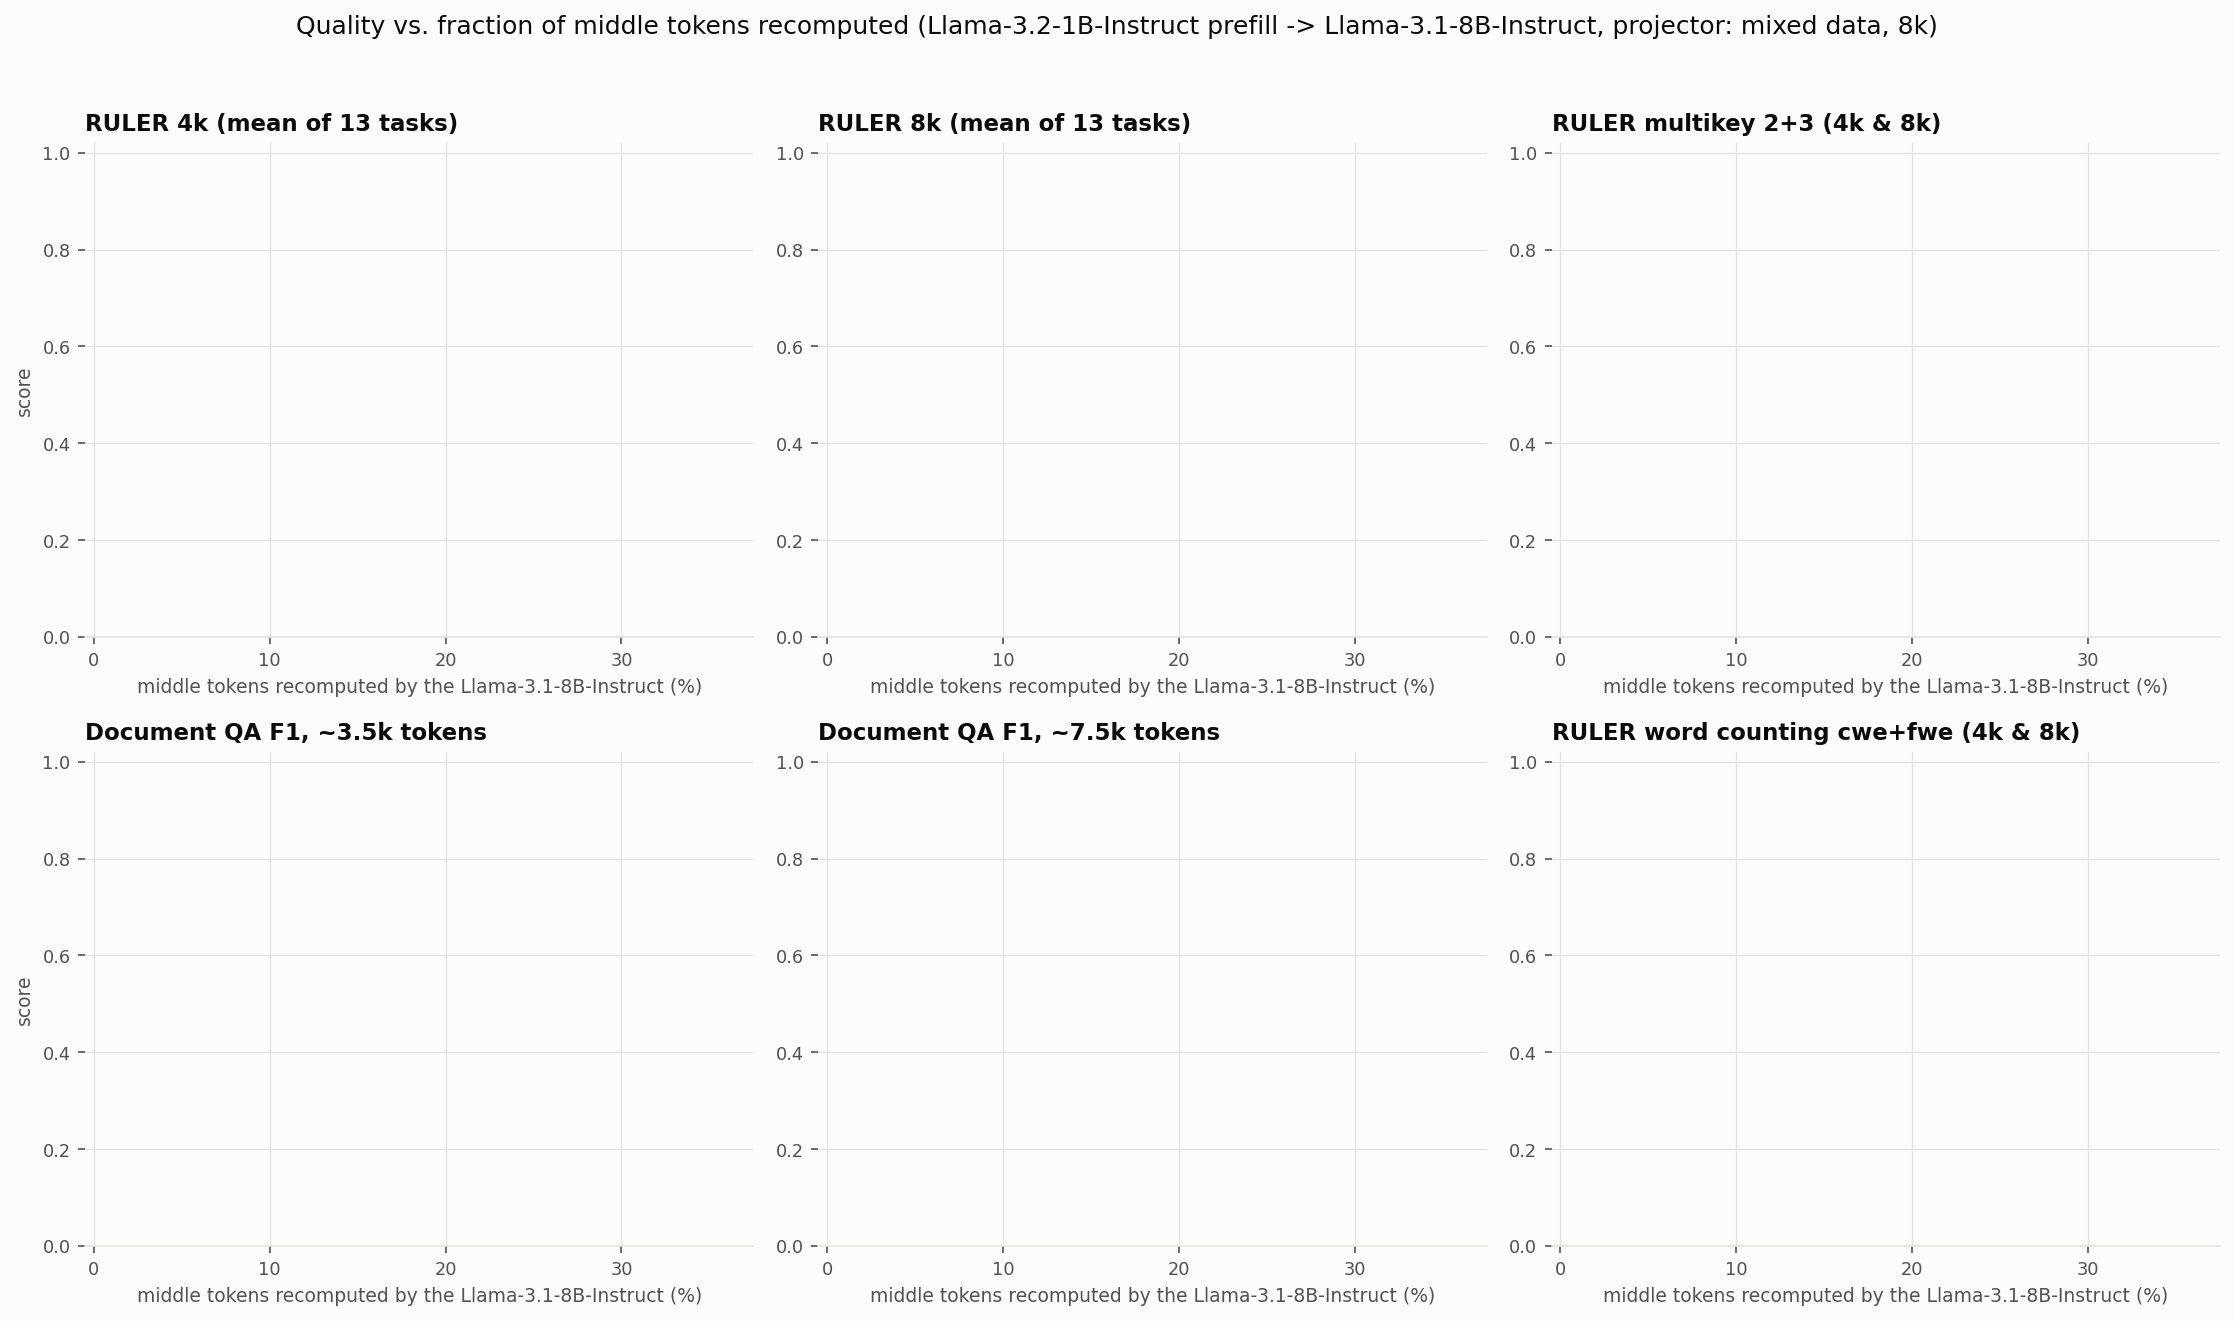 Quality vs. fraction of middle tokens recomputed (Llama-3.2-1B-Instruct prefill -> Llama-3.1-8B-Instruct, projector: mixed data, 8k)
RULER 4k (mean of 13 tasks)
1.0
0.8
0.6
0.4
0.2
0.0
score
0 10 20 30
middle tokens recomputed by the Llama-3.1-8B-Instruct (%)
RULER 8k (mean of 13 tasks)
1.0
0.8
0.6
0.4
0.2
0.0
0 10 20 30
middle tokens recomputed by the Llama-3.1-8B-Instruct (%)
RULER multikey 2+3 (4k & 8k)
1.0
0.8
0.6
0.4
0.2
0.0
0 10 20 30
middle tokens recomputed by the Llama-3.1-8B-Instruct (%)
Document QA F1, ~3.5k tokens
1.0
0.8
0.6
0.4
0.2
0.0
score
0 10 20 30
middle tokens recomputed by the Llama-3.1-8B-Instruct (%)
Document QA F1, ~7.5k tokens
1.0
0.8
0.6
0.4
0.2
0.0
0 10 20 30
middle tokens recomputed by the Llama-3.1-8B-Instruct (%)
RULER word counting cwe+fwe (4k & 8k)
1.0
0.8
0.6
0.4
0.2
0.0
0 10 20 30
middle tokens recomputed by the Llama-3.1-8B-Instruct (%)